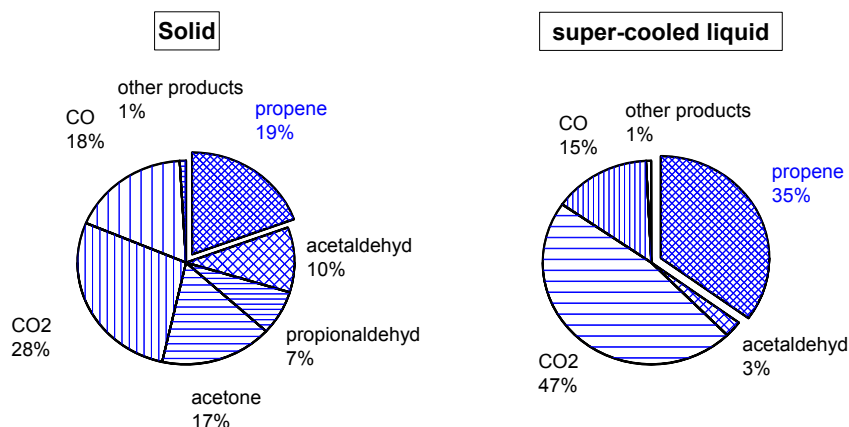 Solid
other products
1%
propene
19%
CO
18%
acetaldehyd
10%
propionaldehyd
7%
CO2
28%
acetone
17%
super-cooled liquid
other products
1%
CO
15%
propene
35%
acetaldehyd
3%
CO2
47%